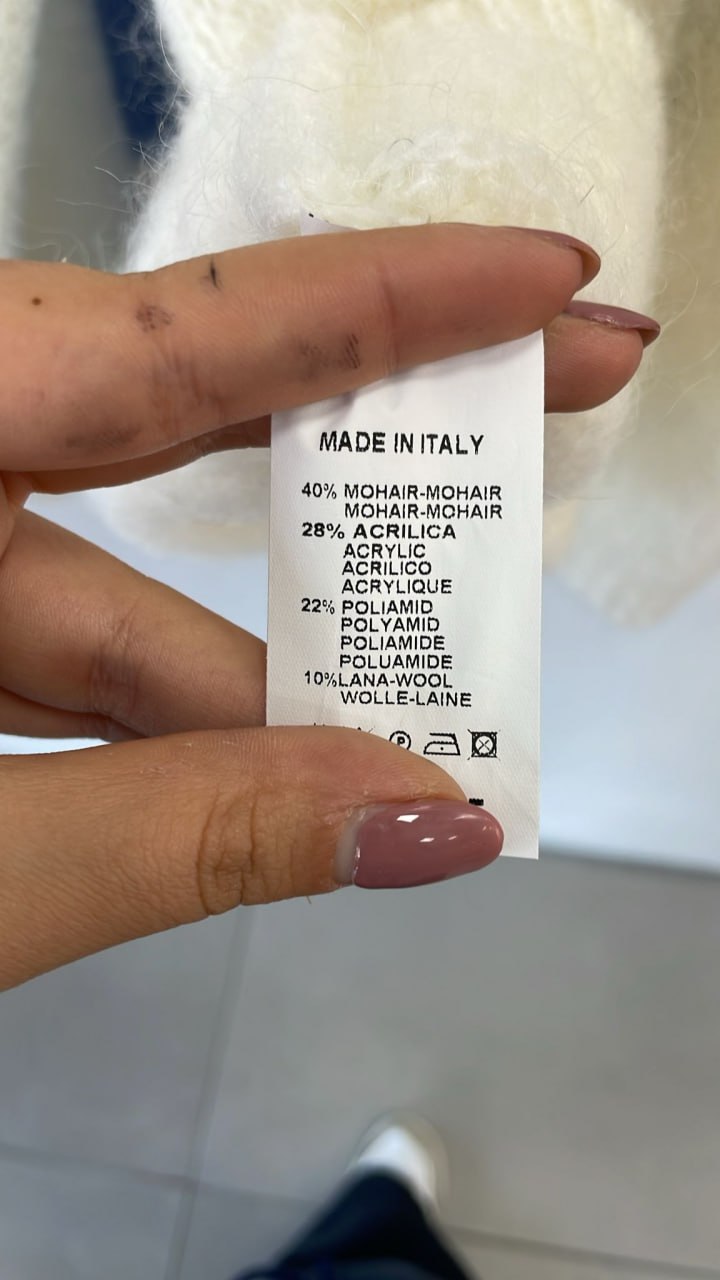 MADE IN ITALY
40% MOHAIR-MOHAIR
MOHAIR-MOHAIR
28% ACRILICA
ACRYLIC
ACRILICO
ACRYLIQUE
22% POLIAMID
POLYAMID
POLIAMIDE
POLUAMIDE
10%LANA-WOOL
WOLLE-LAINE
P